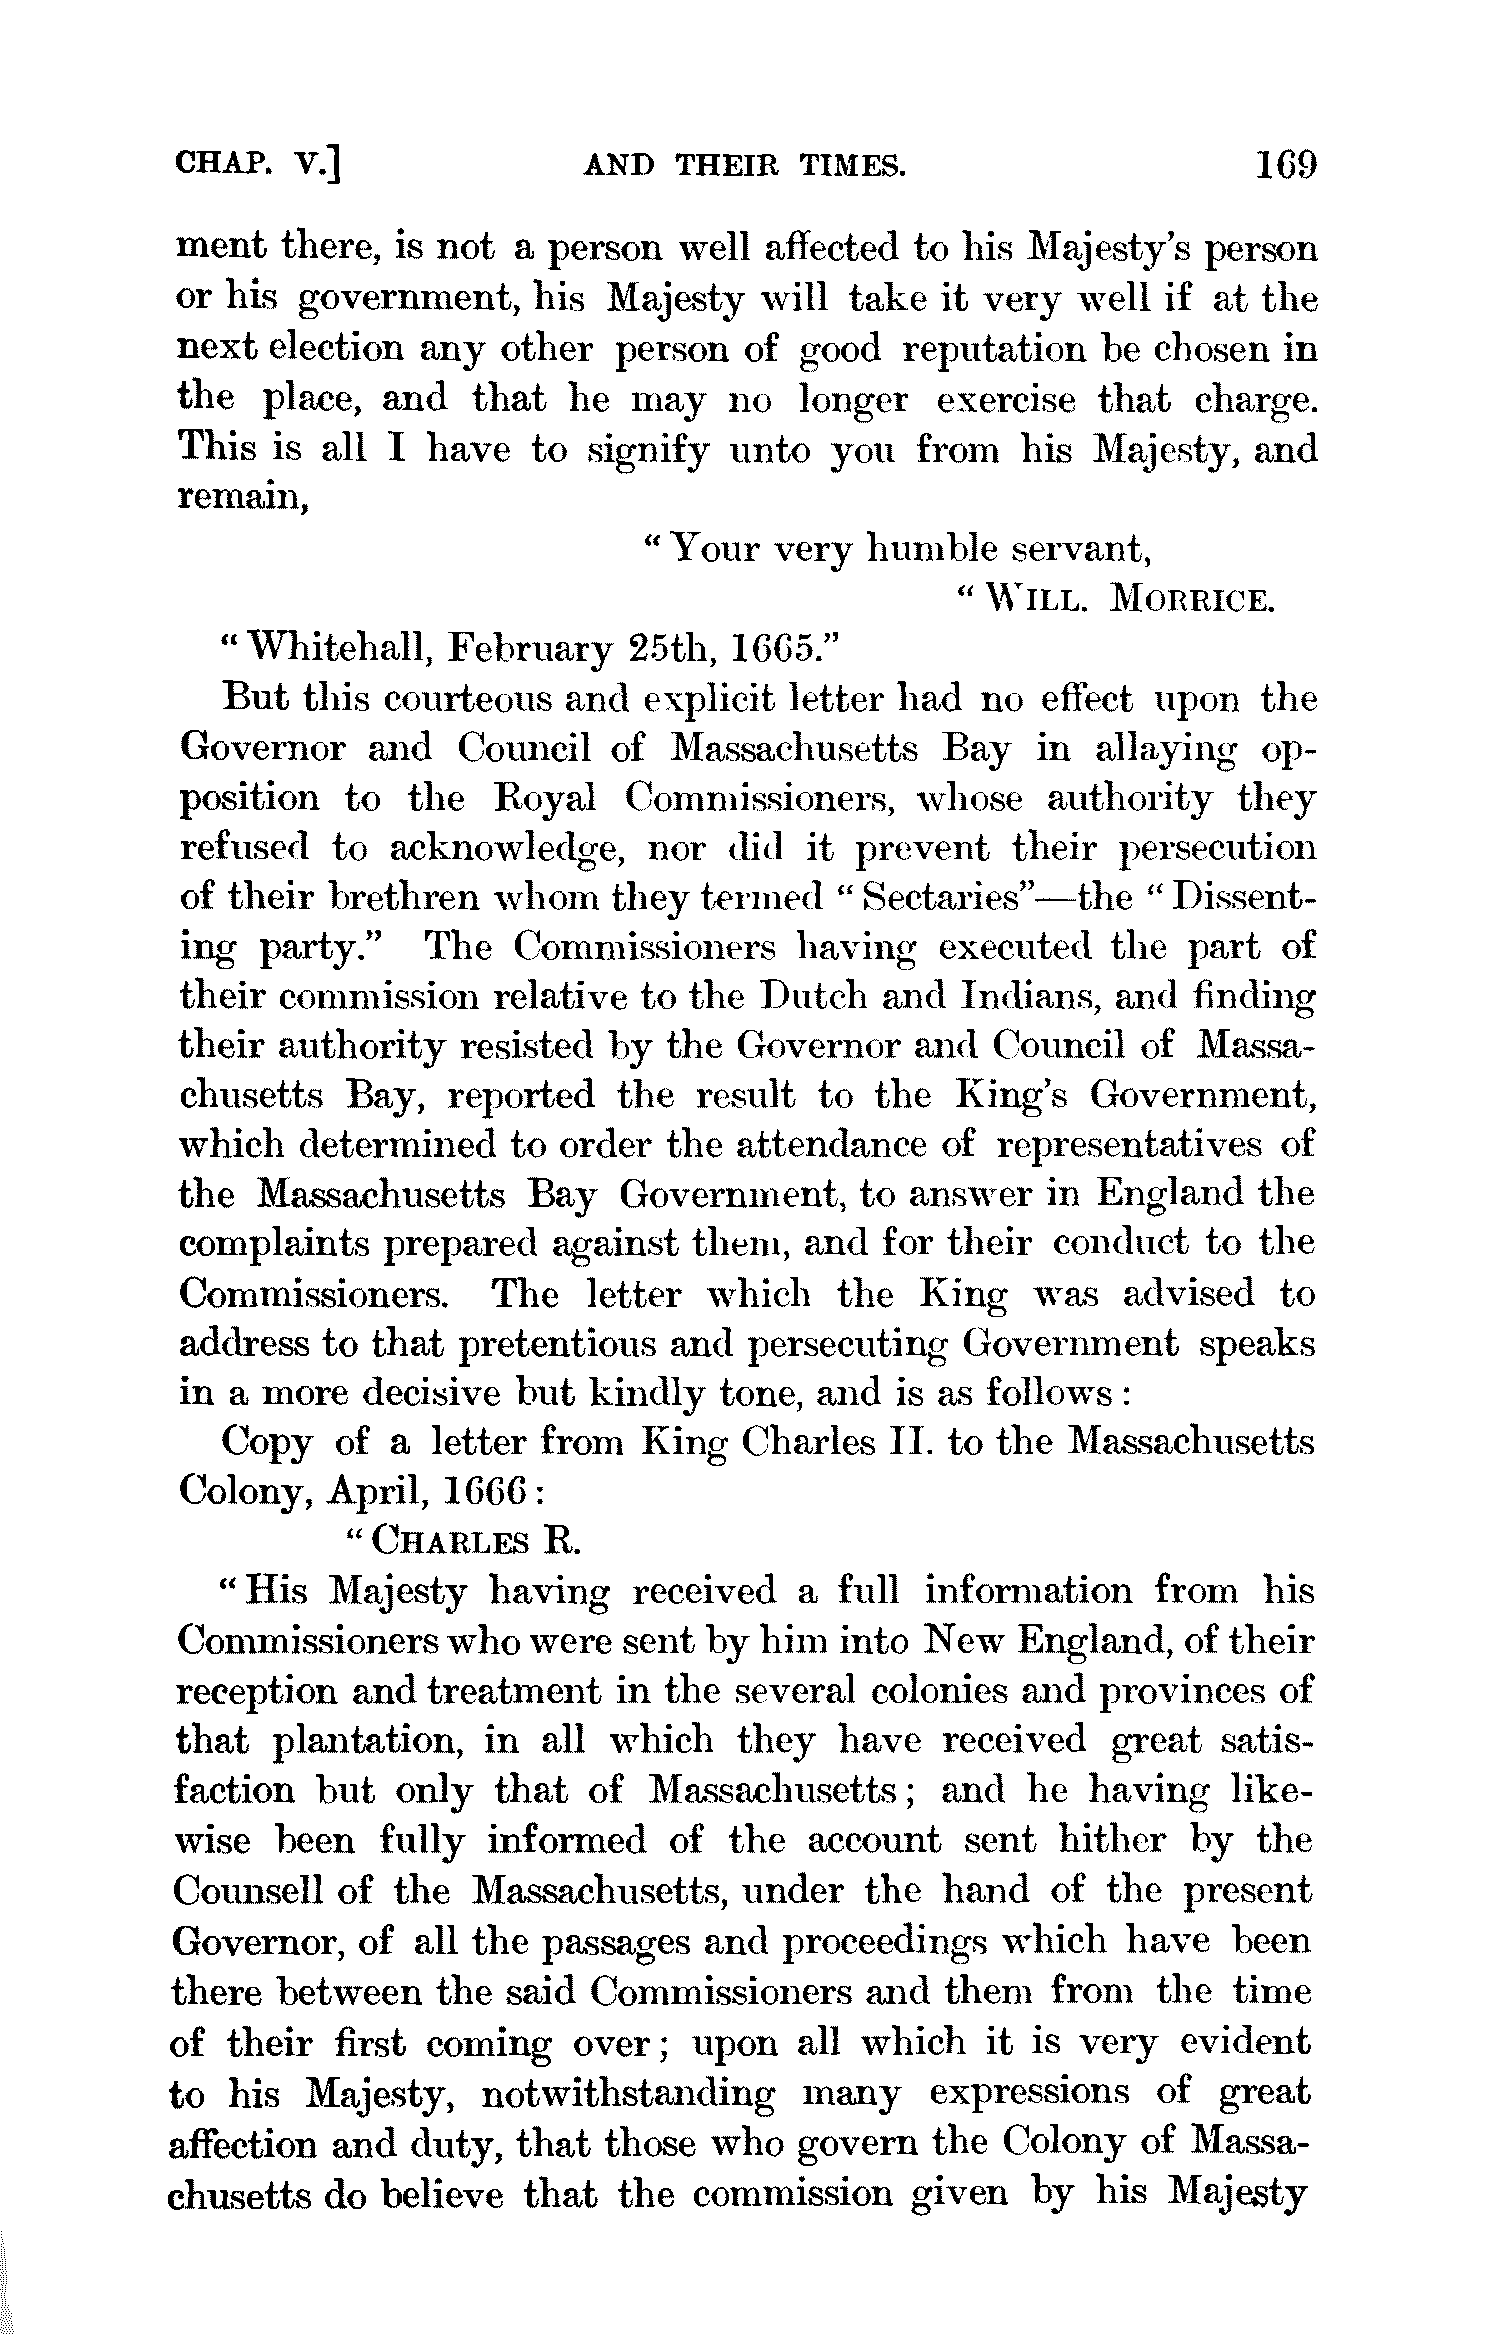 CHAP. V.] AND THEIR TIMES. 169
ment there, is not a person well affected to his Majesty's person
or his government, his Majesty will take it very well if at the
next election any other person of good reputation be chosen in
the place, and that he may no longer exercise that charge.
This is all I have to signify unto you from his Majesty, and
remain,
"Your very humble servant,
"WILL. MORRICE.
"Whitehall, February 25th, 1665."
But this courteous and explicit letter had no effect upon the
Governor and Council of Massachusetts Bay in allaying op-
position to the Royal Commissioners, whose authority they
refused to acknowledge, nor did it prevent their persecution
of their brethren whom they termed "Sectaries"—the "Dissent-
ing party." The Commissioners having executed the part of
their commission relative to the Dutch and Indians, and finding
their authority resisted by the Governor and Council of Massa-
chusetts Bay, reported the result to the King's Government,
which determined to order the attendance of representatives of
the Massachusetts Bay Government, to answer in England the
complaints prepared against them, and for their conduct to the
Commissioners. The letter which the King was advised to
address to that pretentious and persecuting Government speaks
in a more decisive but kindly tone, and is as follows:
Copy of a letter from King Charles II. to the Massachusetts
Colony, April, 1666:
"CHARLES R.
"His Majesty having received a full information from his
Commissioners who were sent by him into New England, of their
reception and treatment in the several colonies and provinces of
that plantation, in all which they have received great satis-
faction but only that of Massachusetts; and he having like-
wise been fully informed of the account sent hither by the
Counsell of the Massachusetts, under the hand of the present
Governor, of all the passages and proceedings which have been
there between the said Commissioners and them from the time
of their first coming over; upon all which it is very evident
to his Majesty, notwithstanding many expressions of great
affection and duty, that those who govern the Colony of Massa-
chusetts do believe that the commission given by his Majesty